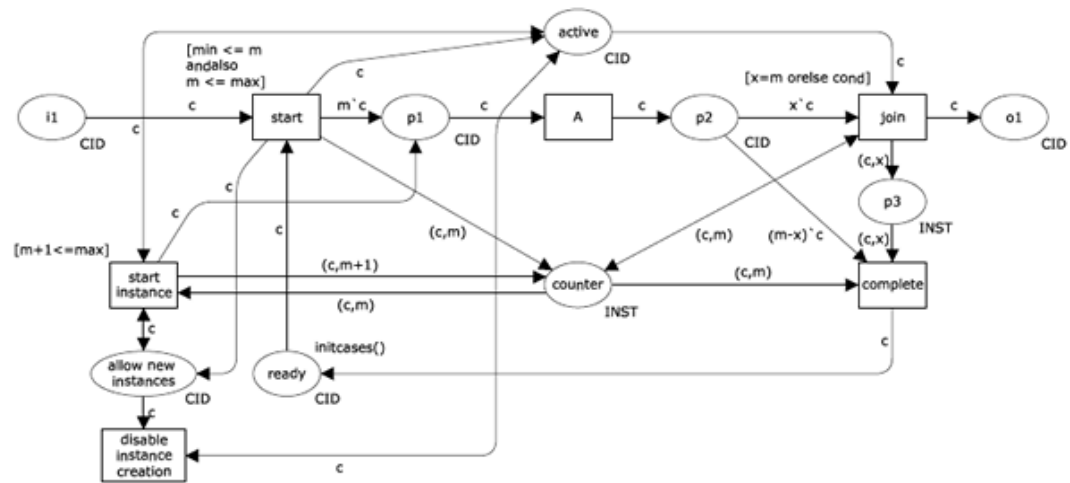 active
CID
[min <= m
andalso
m <= max]
c
c
[x=m orelse cond]
i1
CID
c
c
start
m`c
p1
CID
c
A
c
p2
CID
x`c
join
c
o1
CID
(c,x)
p3
INST
(c,x)
c
c
c
(c,m)
(c,m)
(m-x)`c
[m+1<=max]
start
instance
(c,m+1)
(c,m)
counter
INST
(c,m)
complete
c
c
allow new
instances
CID
initcases()
ready
CID
c
disable
instance
creation
c